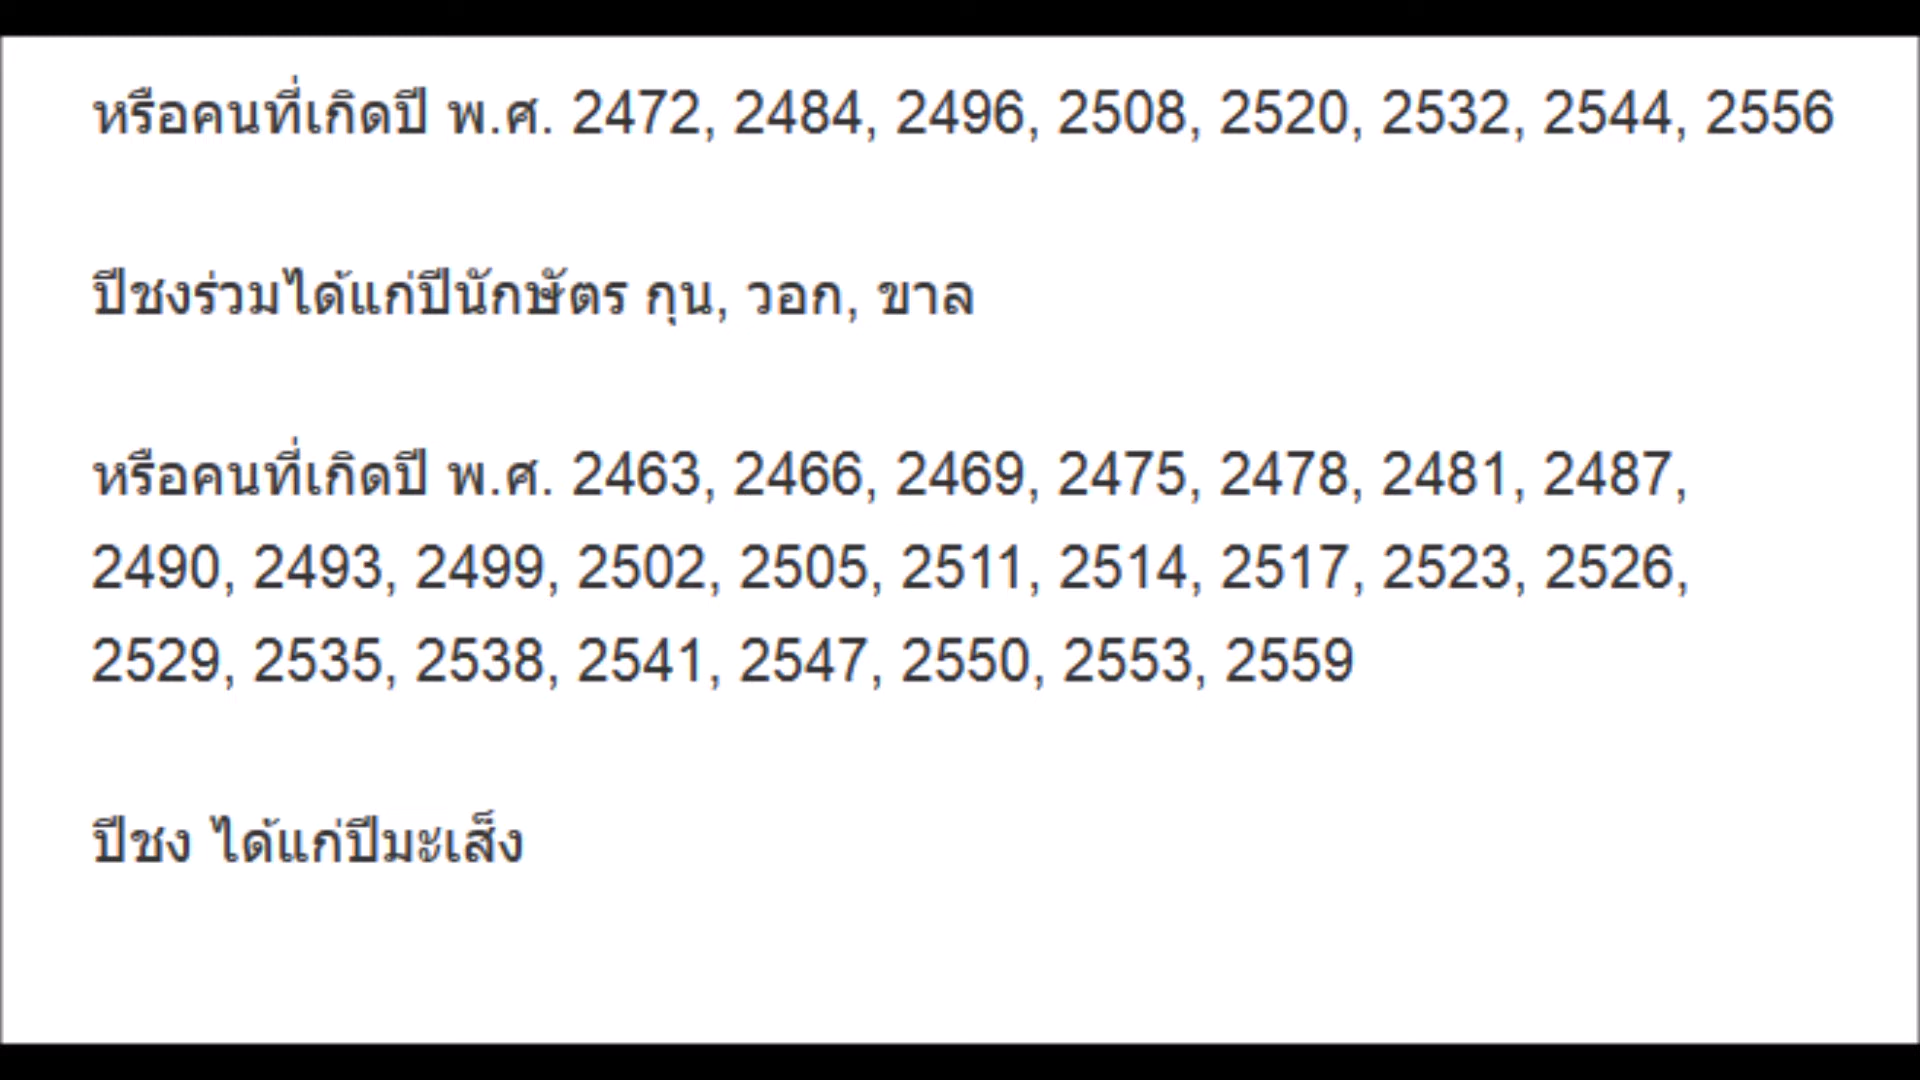 หรือคนที่เกิดปี พ.ศ. 2472, 2484, 2496, 2508, 2520, 2532, 2544, 2556
ปีชงร่วมได้แก่ปีนักษัตร กุน, วอก, ขาล
หรือคนที่เกิดปี พ.ศ. 2463, 2466, 2469, 2475, 2478, 2481, 2487,
2490, 2493, 2499, 2502, 2505, 2511, 2514, 2517, 2523, 2526,
2529, 2535, 2538, 2541, 2547, 2550, 2553, 2559
ปีชง ได้แก่ปีมะเส็ง